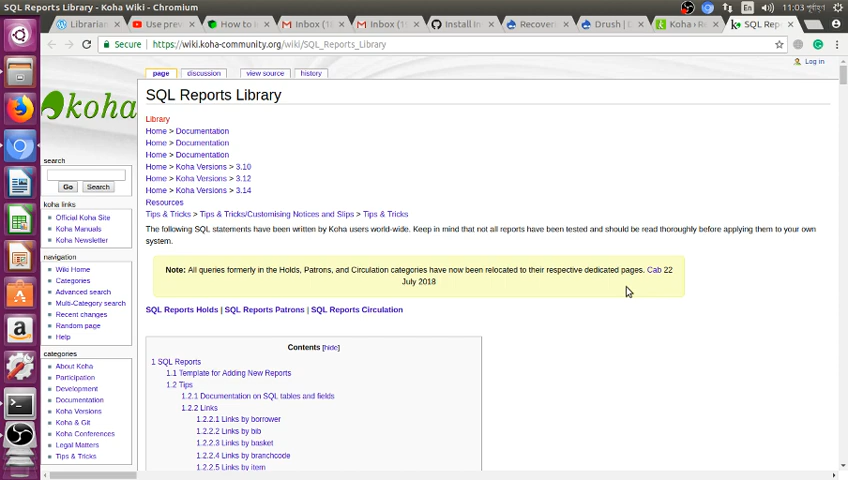 SQL Reports Library - Koha Wiki - Chromium
En
11:03 পূর্বাহ্ণ
Librarian
Use prev
How to
Inbox (1
Inbox (1
Install In
Recover
Drush |
Koha › R
SQL Rep
Secure
https://wiki.koha-community.org/wiki/SQL_Reports_Library
Log in
page
discussion
view source
history
koha
SQL Reports Library
Library
Home > Documentation
Home > Documentation
Home > Documentation
Home > Koha Versions > 3.10
Home > Koha Versions > 3.12
Home > Koha Versions > 3.14
Resources
Tips & Tricks > Tips & Tricks/Customising Notices and Slips > Tips & Tricks
The following SQL statements have been written by Koha users world-wide. Keep in mind that not all reports have been tested and should be read thoroughly before applying them to your own
system.
Note: All queries formerly in the Holds, Patrons, and Circulation categories have now been relocated to their respective dedicated pages. Cab 22
July 2018
SQL Reports Holds | SQL Reports Patrons | SQL Reports Circulation
Contents [hide]
1 SQL Reports
1.1 Template for Adding New Reports
1.2 Tips
1.2.1 Documentation on SQL tables and fields
1.2.2 Links
1.2.2.1 Links by borrower
1.2.2.2 Links by bib
1.2.2.3 Links by basket
1.2.2.4 Links by branchcode
1.2.2.5 Links by item
search
Go
Search
koha links
Official Koha Site
Koha Manuals
Koha Newsletter
navigation
Wiki Home
Categories
Advanced search
Multi-Category search
Recent changes
Random page
Help
categories
About Koha
Participation
Development
Documentation
Koha Versions
Koha & Git
Koha Conferences
Legal Matters
Tips & Tricks